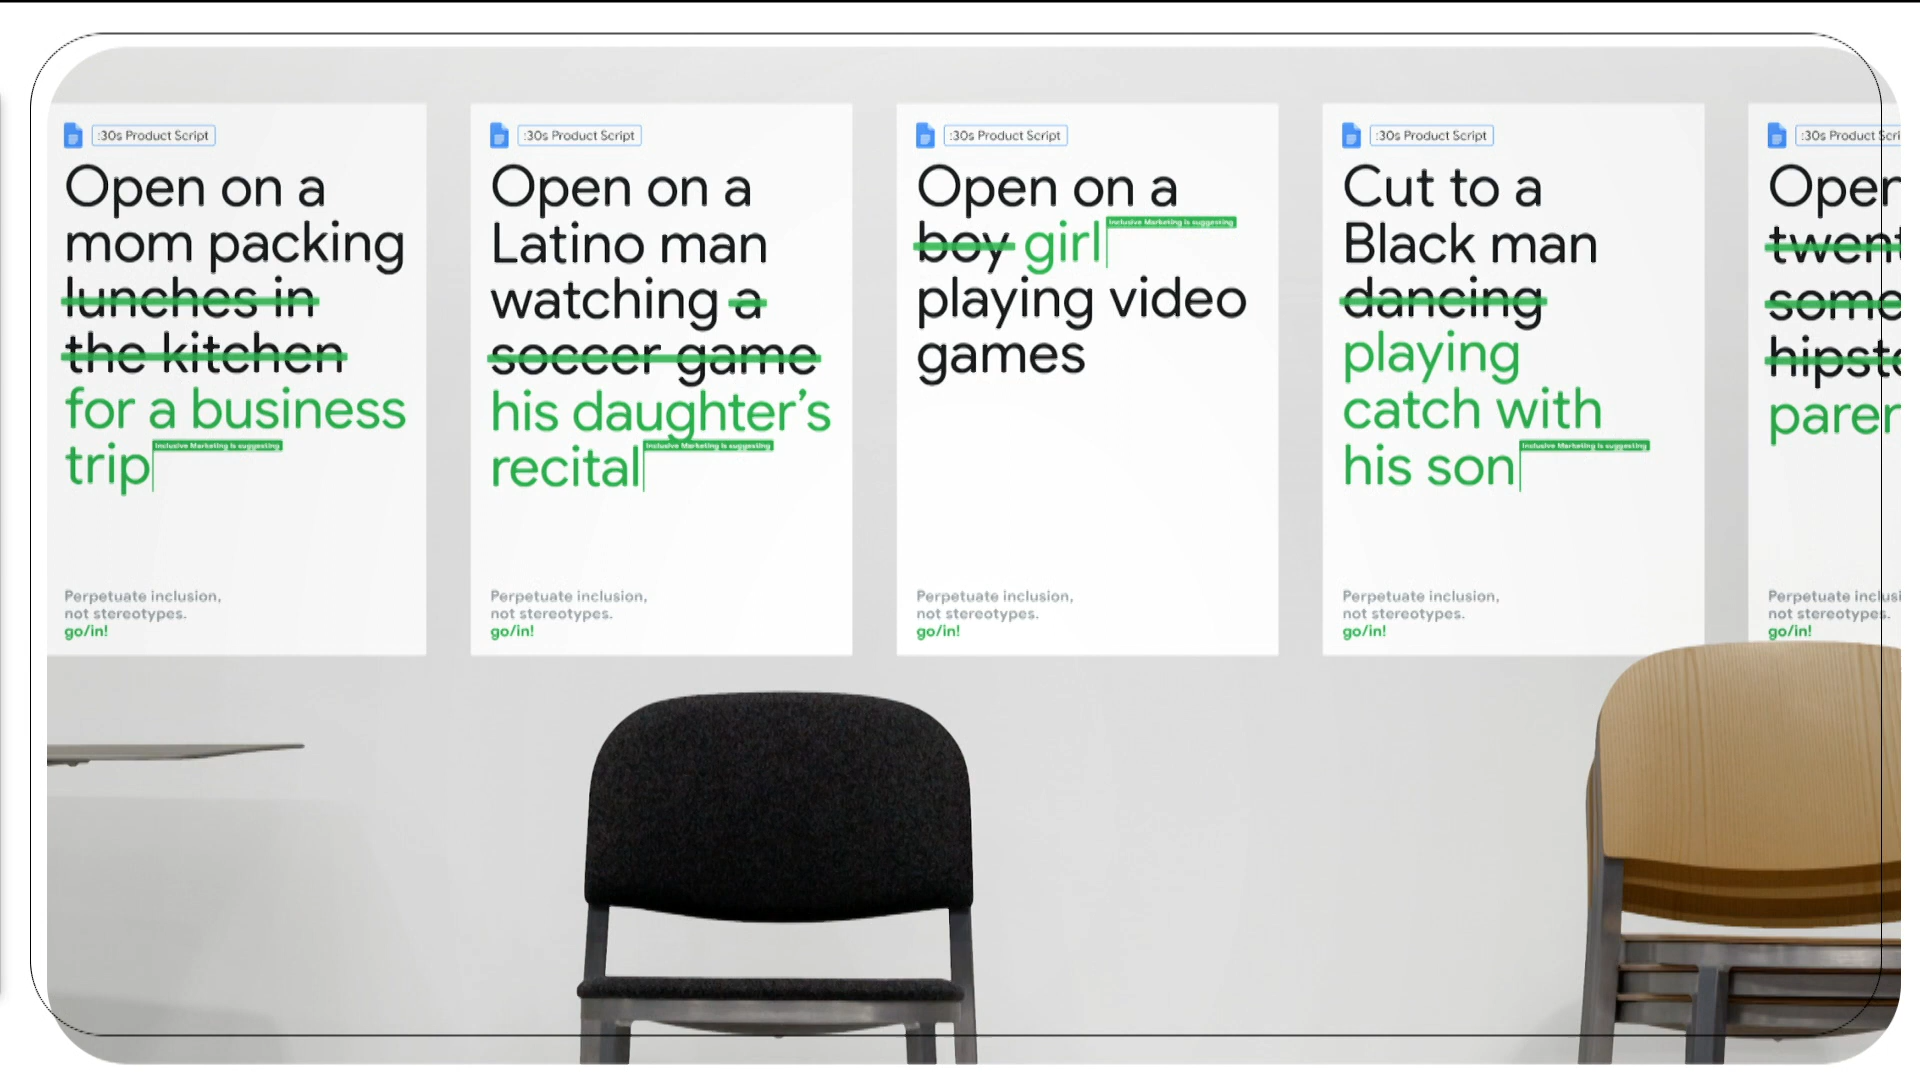 :30s Product Script
Open on a
mom packing
lunches in
the kitchen
for a business
trip
Inclusive Marketing is suggesting
Perpetuate inclusion,
not stereotypes.
go/in!
:30s Product Script
Open on a
Latino man
watching a
soccer game
his daughter's
recital
Inclusive Marketing is suggesting
Perpetuate inclusion,
not stereotypes.
go/in!
:30s Product Script
Open on a
boy girl
Inclusive Marketing is suggesting
playing video
games
Perpetuate inclusion,
not stereotypes.
go/in!
:30s Product Script
Cut to a
Black man
dancing
playing
catch with
his son
Inclusive Marketing is suggesting
Perpetuate inclusion,
not stereotypes.
go/in!
:30s Product
Perpetuate
not stereotypes.
go/in!